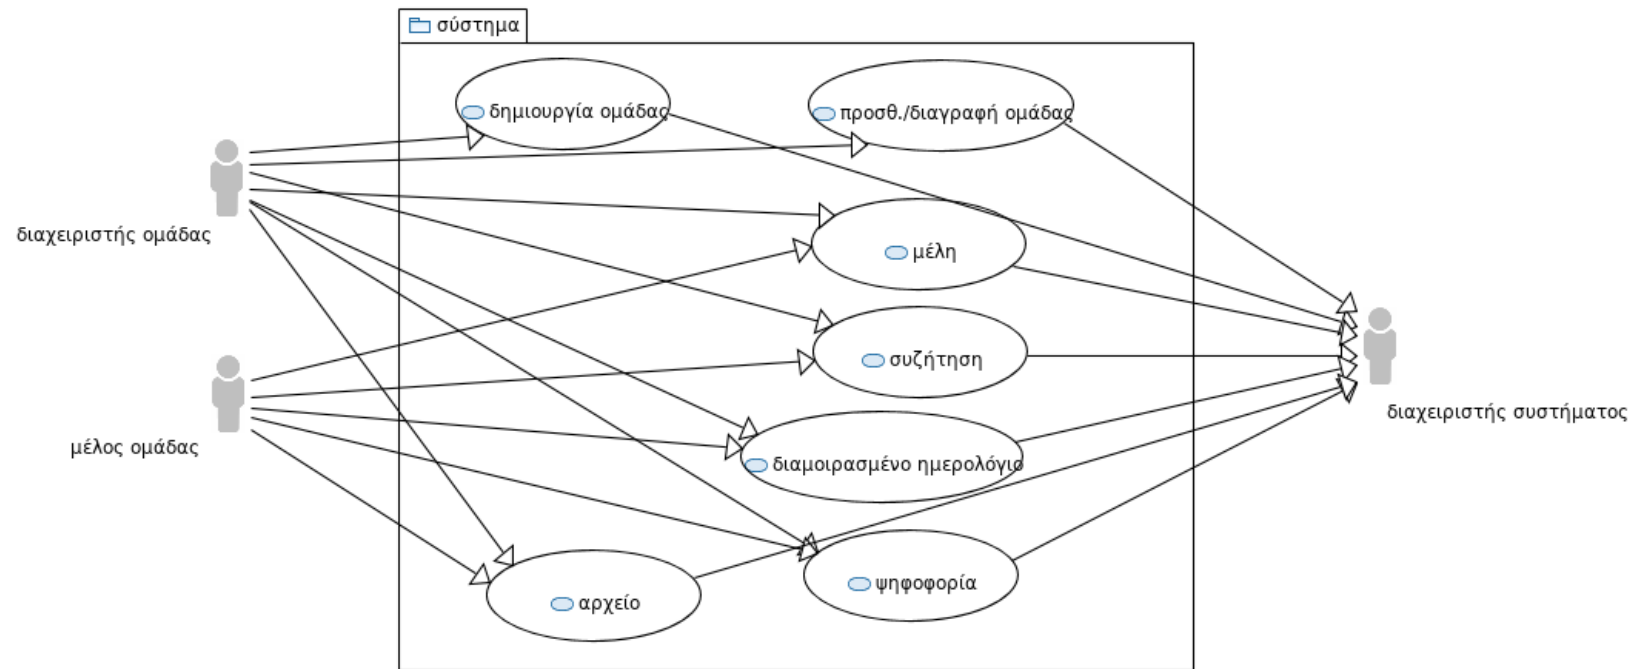 σύστημα
δημιουργία ομάδας
προσθ./διαγραφή ομάδας
διαχειριστής ομάδας
μέλη
συζήτηση
διαχειριστής συστήματος
μέλος ομάδας
διαμοιρασμένο ημερολόγιο
ψηφοφορία
αρχείο